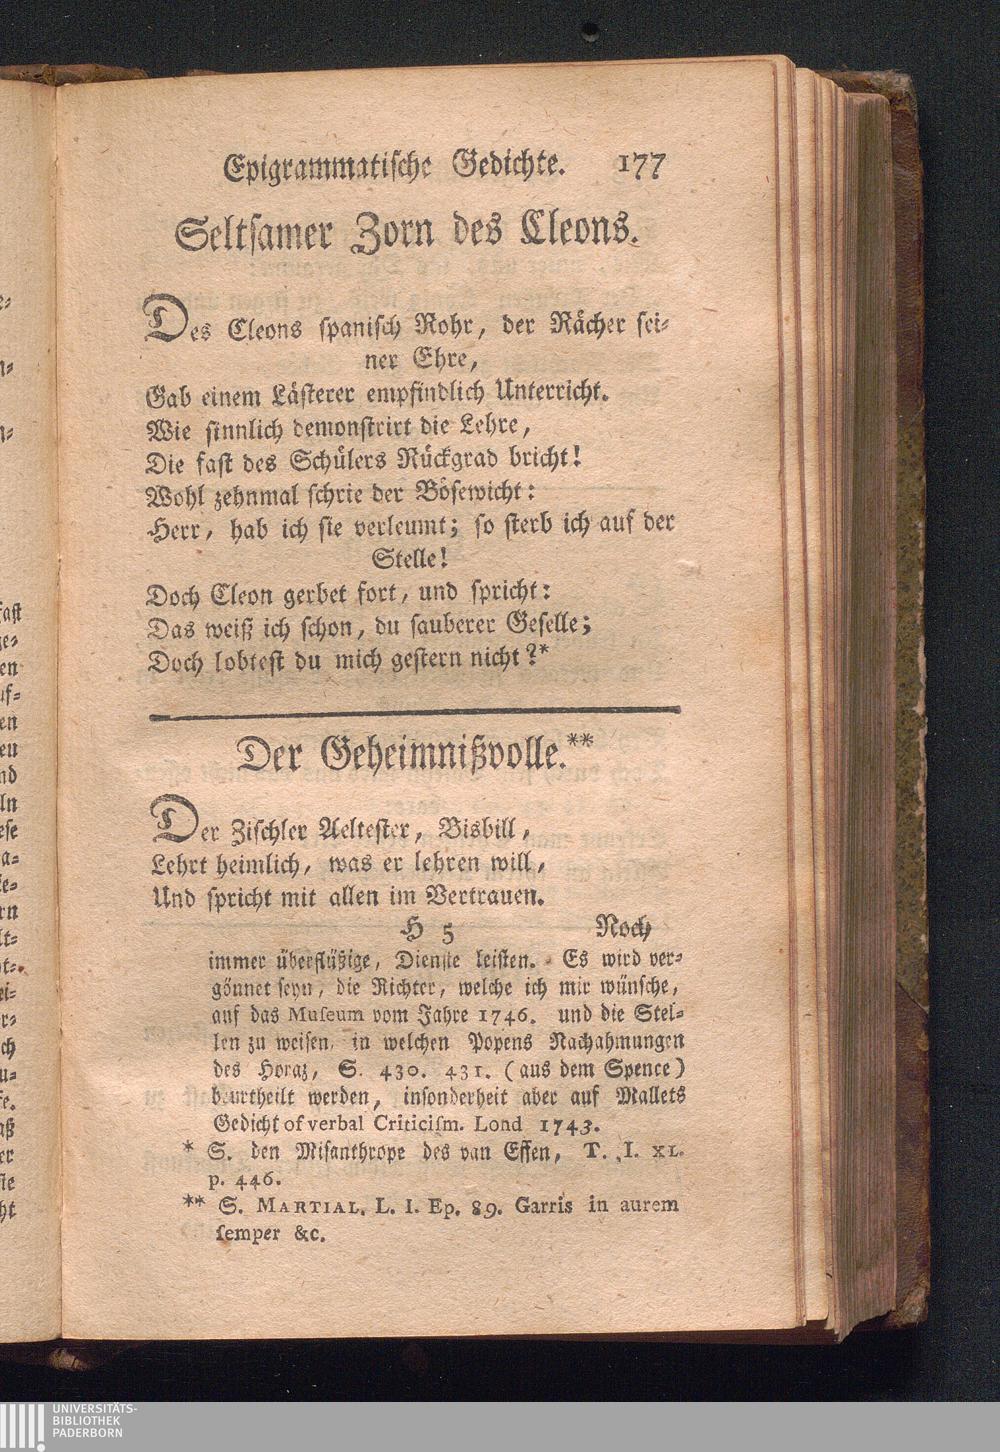 Epigrammatische Gedichte. 177
Seltsamer Zorn des Cleons.
Des Cleons spanisch Rohr, der Rächer sei-
ner Ehre,
Gab einem Lästerer empfindlich Unterricht.
Wie sinnlich demonstrirt die Lehre,
Die fast des Schülers Rückgrad bricht!
Wohl zehnmal schrie der Bösewicht:
Herr, hab ich sie verleumt; so sterb ich auf der
Stelle!
Doch Cleon gerbet fort, und spricht:
Das weiß ich schon, du sauberer Geselle;
Doch lobtest du mich gestern nicht?*
Der Geheimnißvolle.**
Der Zischler Aeltester, Bisbill,
Lehrt heimlich, was er lehren will,
Und spricht mit allen im Vertrauen.
H 5 Noch
immer überflüßige, Dienste leisten. Es wird ver-
gönnet seyn, die Richter, welche ich mir wünsche,
auf das Museum vom Jahre 1746. und die Stel-
len zu weisen, in welchen Popens Nachahmungen
des Horaz, S. 430. 431. (aus dem Spence)
beurtheilt werden, insonderheit aber auf Mallets
Gedicht of verbal Criticism. Lond 1743.
* S. den Misanthrope des van Effen, T. I. XL.
p. 446.
** S. MARTIAL. L. I. Ep. 89. Garris in aurem
semper &c.
UNIVERSITÄTS-
BIBLIOTHEK
PADERBORN